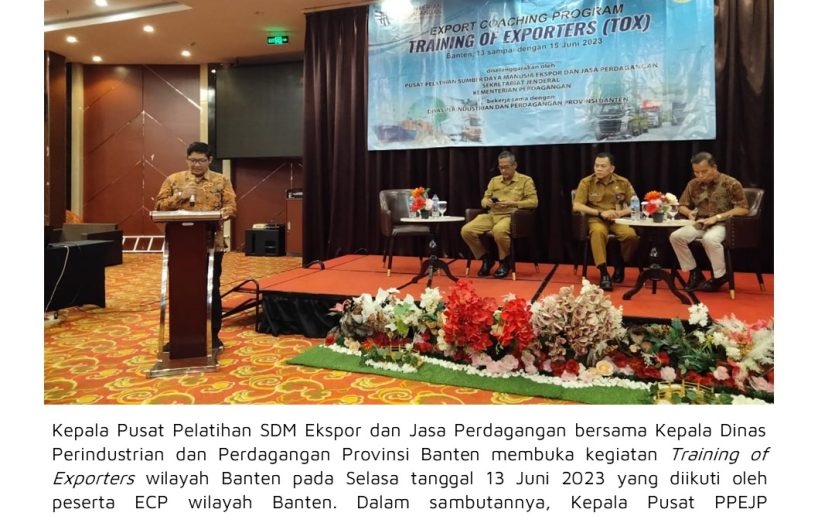 EXPORT COACHING PROGRAM
TRAINING OF EXPORTERS (TOX)
Banten, 13 sampai dengan 15 Juni 2023
diselenggarakan oleh
PUSAT PELATIHAN SUMBER DAYA MANUSIA EKSPOR DAN JASA PERDAGANGAN
SEKRETARIAT JENDERAL
KEMENTERIAN PERDAGANGAN
bekerja sama dengan
DINAS PERINDUSTRIAN DAN PERDAGANGAN PROVINSI BANTEN
Kepala Pusat Pelatihan SDM Ekspor dan Jasa Perdagangan bersama Kepala Dinas
Perindustrian dan Perdagangan Provinsi Banten membuka kegiatan Training of
Exporters wilayah Banten pada Selasa tanggal 13 Juni 2023 yang diikuti oleh
peserta ECP wilayah Banten. Dalam sambutannya, Kepala Pusat PPEJP